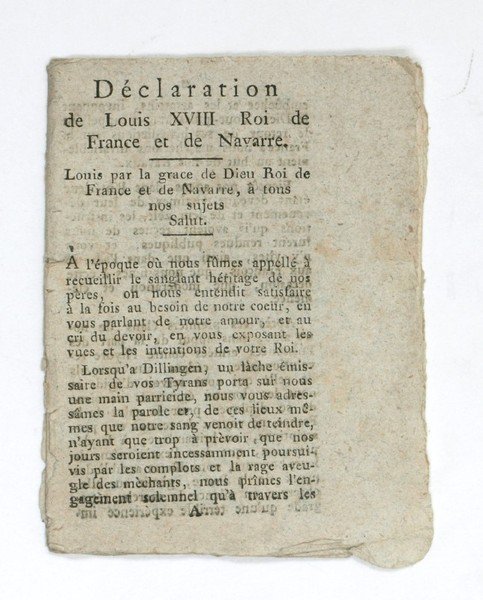 Déclaration
de Louis XVIII Roi de
France et de Navarre.
Louis par la grace de Dieu Roi de
France et de Navarre, à tous
nos sujets
Salut.
À l'époque où nous fûmes appellé à
recueillir le sanglant héritage de nos
pères, on nous entendit satisfaire
à la fois au besoin de notre coeur, en
vous parlant de notre amour, et au
cri du devoir, en vous exposant les
vues et les intentions de votre Roi.
Lorsqu'a Dillingen, un lâche émis-
saire de vos Tyrans porta sur nous
une main parricide, nous vous adres-
sâmes la parole et, de ces lieux mê-
mes que notre sang venoit de teindre,
n'ayant que trop à prèvoir que nos
jours seroient incessamment poursui-
vis par les complots et la rage aveu-
gle des mèchants, nous prîmes l'en-
gagement solemnel qu'à travers les
A